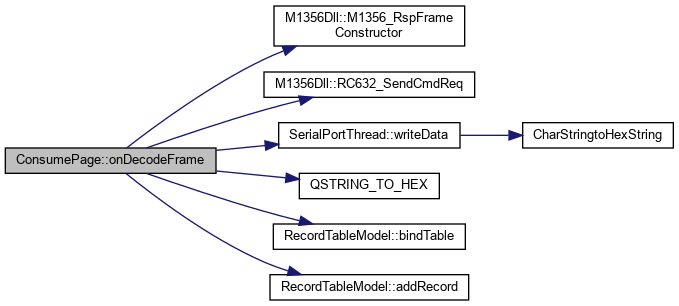 M1356Dll::M1356_RspFrame
Constructor
M1356Dll::RC632_SendCmdReq
SerialPortThread::writeData
CharStringtoHexString
ConsumePage::onDecodeFrame
QSTRING_TO_HEX
RecordTableModel::bindTable
RecordTableModel::addRecord